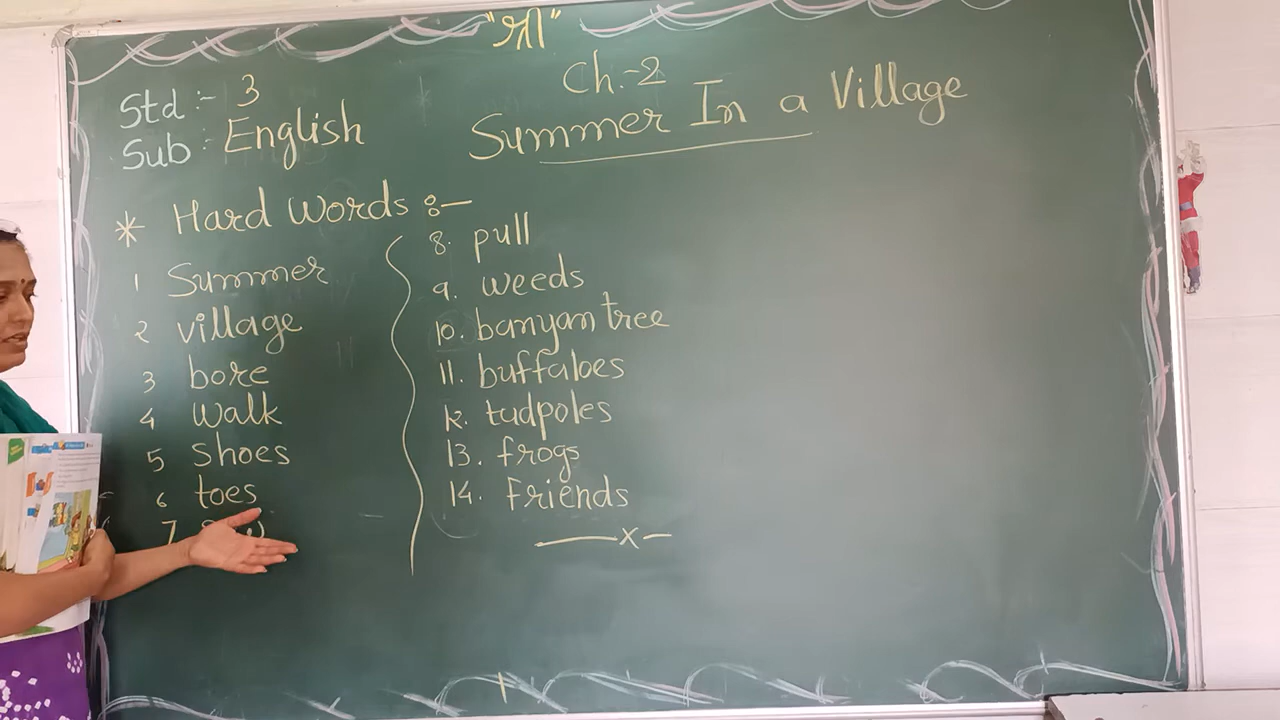 "श्री"
Std :- 3
Sub : English
Ch.-2
Summer In a Village
* Hard Words :-
1 Summer
2 village
3 bore
4 walk
5 shoes
6 toes
7
8. pull
9. weeds
10. banyan tree
11. buffaloes
12. tadpoles
13. frogs
14. friends
x